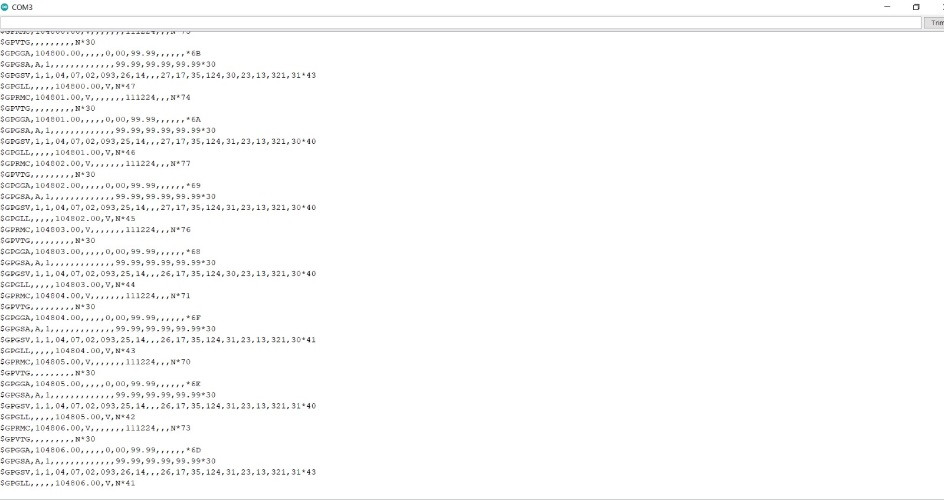 COM3
Trim
$GPVTG,,,,,,,,,N*30
$GPGGA,104800.00,,,,,0,00,99.99,,,,,,*6B
$GPGSA,A,1,,,,,,,,,,,,,99.99,99.99,99.99*30
$GPGSV,1,1,04,07,02,093,26,14,,,27,17,35,124,30,23,13,321,31*43
$GPGLL,,,,,104800.00,V,N*47
$GPRMC,104801.00,V,,,,,,,111224,,,N*74
$GPVTG,,,,,,,,,N*30
$GPGGA,104801.00,,,,,0,00,99.99,,,,,,*6A
$GPGSA,A,1,,,,,,,,,,,,,99.99,99.99,99.99*30
$GPGSV,1,1,04,07,02,093,25,14,,,27,17,35,124,31,23,13,321,30*40
$GPGLL,,,,,104801.00,V,N*46
$GPRMC,104802.00,V,,,,,,,111224,,,N*77
$GPVTG,,,,,,,,,N*30
$GPGGA,104802.00,,,,,0,00,99.99,,,,,,*69
$GPGSA,A,1,,,,,,,,,,,,,99.99,99.99,99.99*30
$GPGSV,1,1,04,07,02,093,25,14,,,27,17,35,124,31,23,13,321,30*40
$GPGLL,,,,,104802.00,V,N*45
$GPRMC,104803.00,V,,,,,,,111224,,,N*76
$GPVTG,,,,,,,,,N*30
$GPGGA,104803.00,,,,,0,00,99.99,,,,,,*68
$GPGSA,A,1,,,,,,,,,,,,,99.99,99.99,99.99*30
$GPGSV,1,1,04,07,02,093,25,14,,,26,17,35,124,30,23,13,321,30*40
$GPGLL,,,,,104803.00,V,N*44
$GPRMC,104804.00,V,,,,,,,111224,,,N*71
$GPVTG,,,,,,,,,N*30
$GPGGA,104804.00,,,,,0,00,99.99,,,,,,*6F
$GPGSA,A,1,,,,,,,,,,,,,99.99,99.99,99.99*30
$GPGSV,1,1,04,07,02,093,25,14,,,26,17,35,124,31,23,13,321,30*41
$GPGLL,,,,,104804.00,V,N*43
$GPRMC,104805.00,V,,,,,,,111224,,,N*70
$GPVTG,,,,,,,,,N*30
$GPGGA,104805.00,,,,,0,00,99.99,,,,,,*6E
$GPGSA,A,1,,,,,,,,,,,,,99.99,99.99,99.99*30
$GPGSV,1,1,04,07,02,093,25,14,,,26,17,35,124,31,23,13,321,31*40
$GPGLL,,,,,104805.00,V,N*42
$GPRMC,104806.00,V,,,,,,,111224,,,N*73
$GPVTG,,,,,,,,,N*30
$GPGGA,104806.00,,,,,0,00,99.99,,,,,,*6D
$GPGSA,A,1,,,,,,,,,,,,,99.99,99.99,99.99*30
$GPGSV,1,1,04,07,02,093,26,14,,,26,17,35,124,31,23,13,321,31*43
$GPGLL,,,,,104806.00,V,N*41